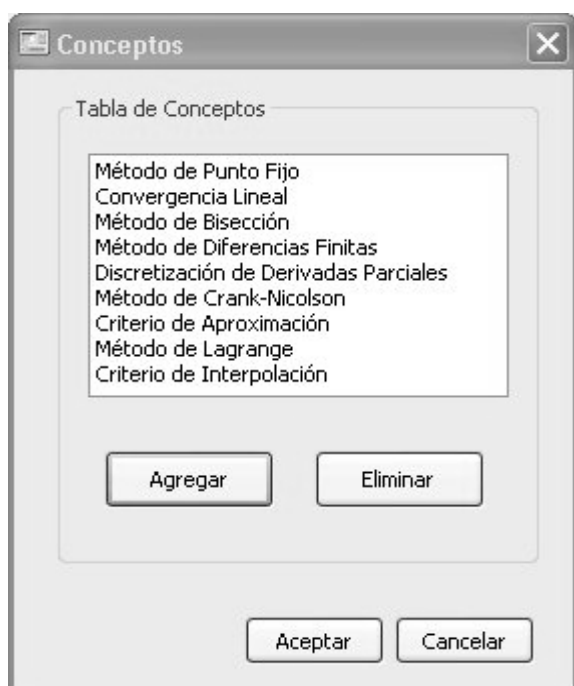 Conceptos
Tabla de Conceptos
Método de Punto Fijo
Convergencia Lineal
Método de Bisección
Método de Diferencias Finitas
Discretización de Derivadas Parciales
Método de Crank-Nicolson
Criterio de Aproximación
Método de Lagrange
Criterio de Interpolación
Agregar Eliminar
Aceptar Cancelar